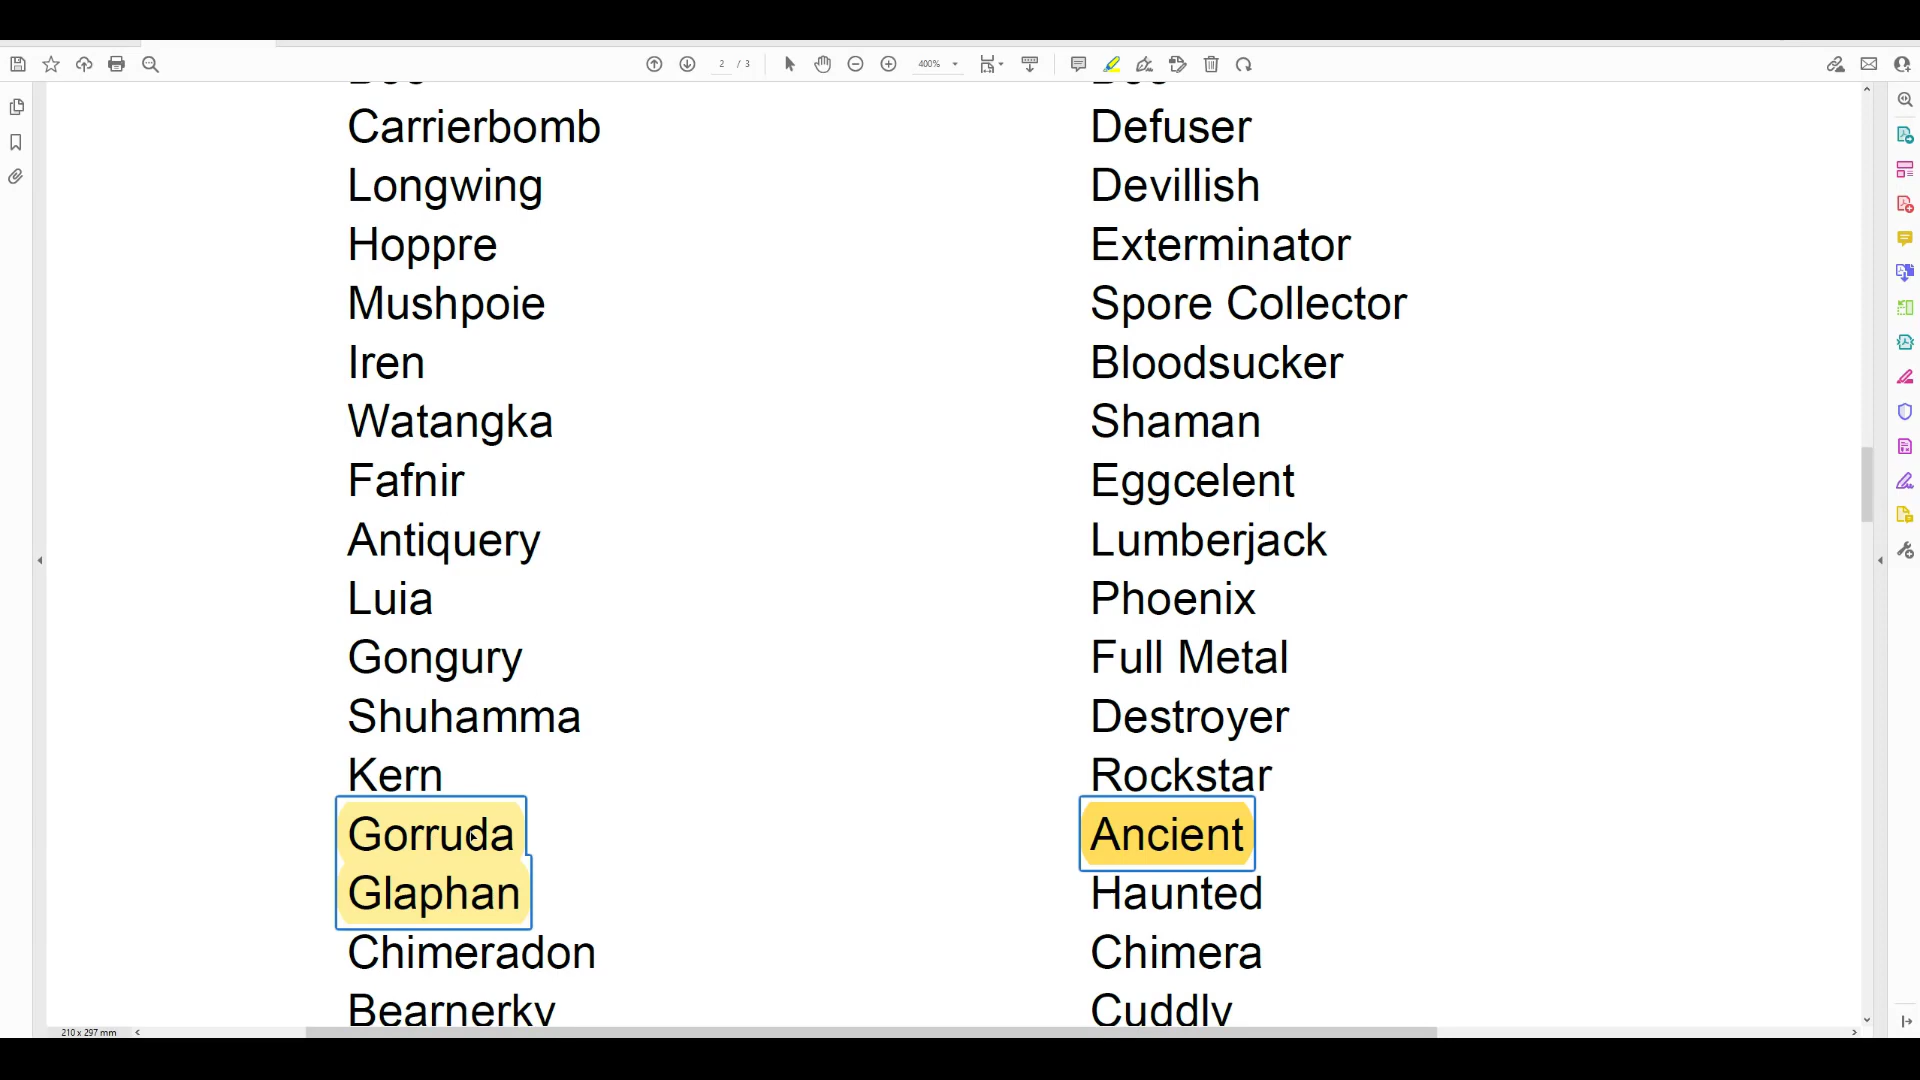 2 / 3
400%
Carrierbomb Defuser
Longwing Devillish
Hoppre Exterminator
Mushpoie Spore Collector
Iren Bloodsucker
Watangka Shaman
Fafnir Eggcelent
Antiquery Lumberjack
Luia Phoenix
Gongury Full Metal
Shuhamma Destroyer
Kern Rockstar
Gorruda Ancient
Glaphan Haunted
Chimeradon Chimera
Bearnerky Cuddly
210 x 297 mm